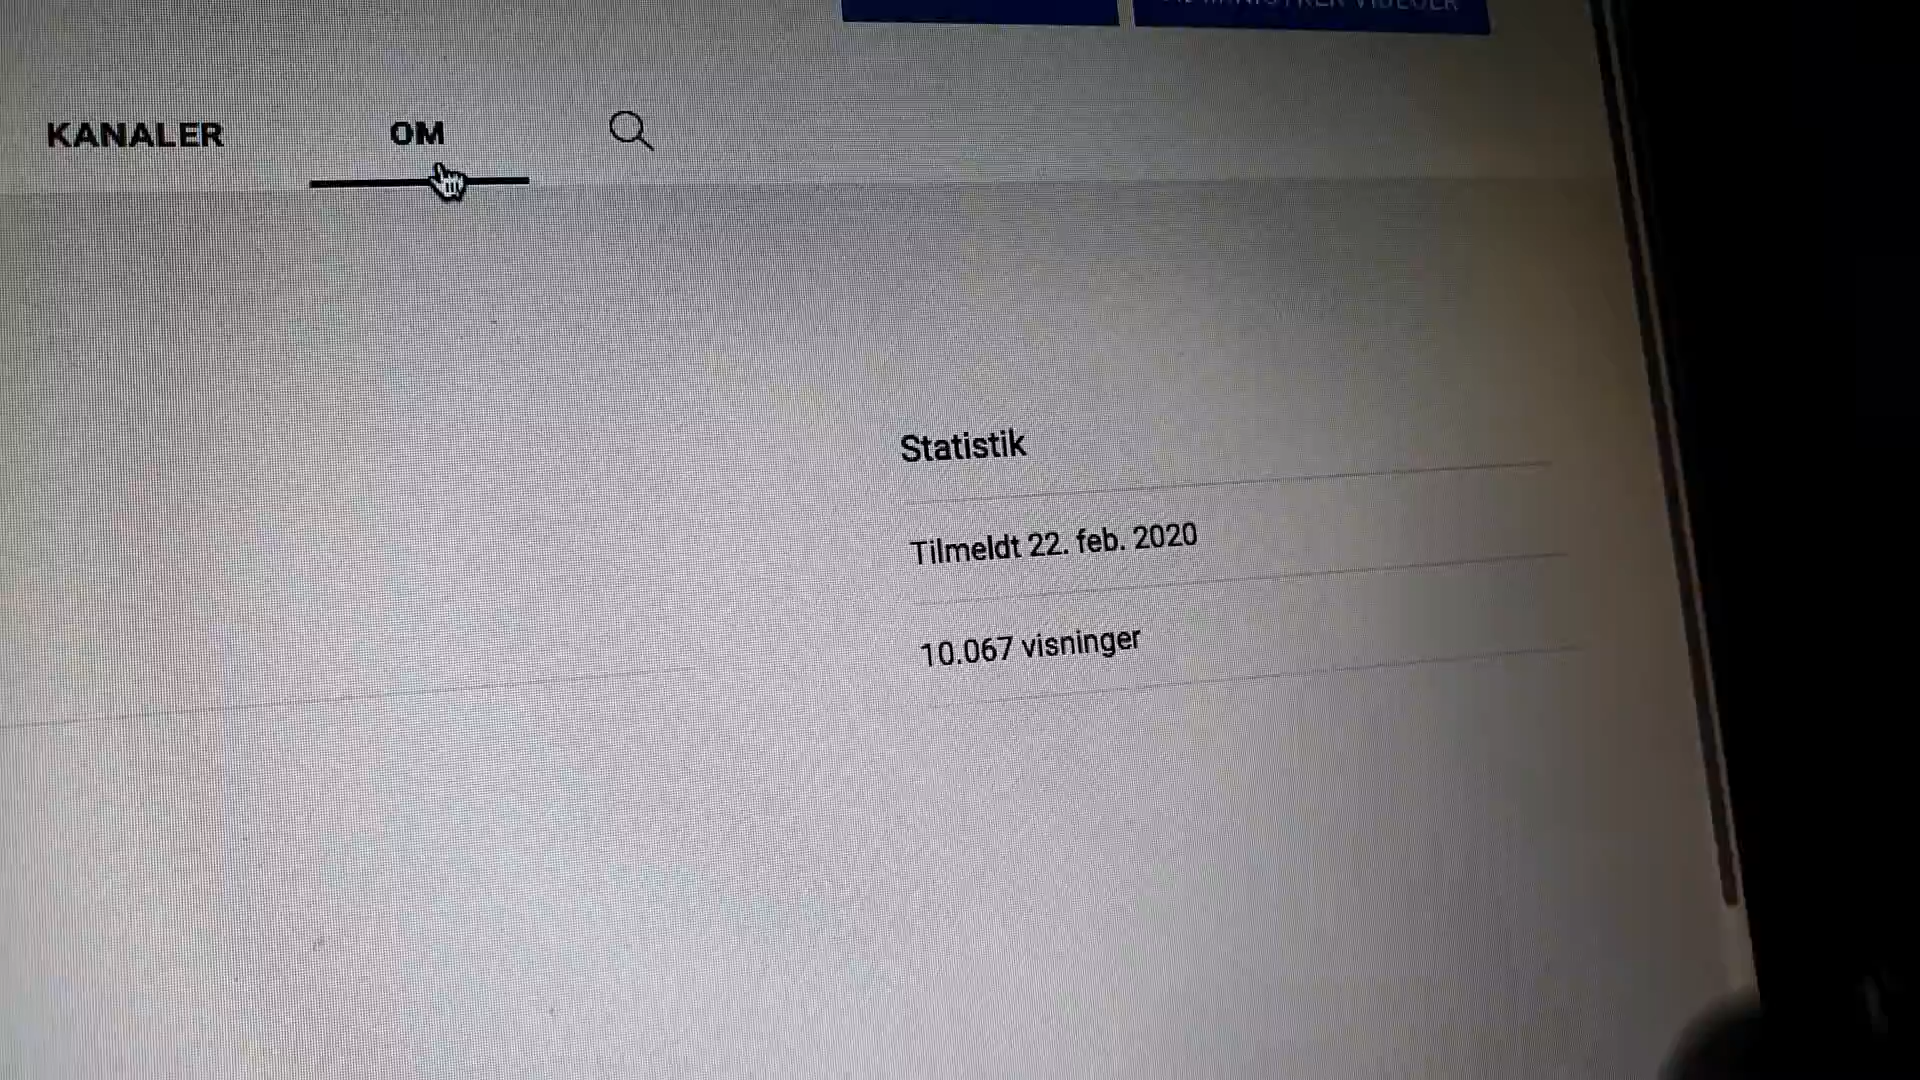 KANALER OM
Statistik
Tilmeldt 22. feb. 2020
10.067 visninger